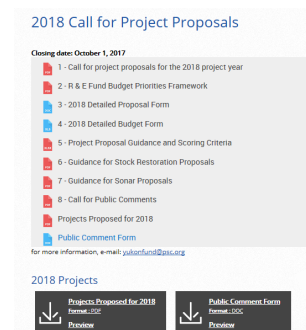 2018 Call for Project Proposals
Closing date: October 1, 2017
1 - Call for project proposals for the 2018 project year
2 - R & E Fund Budget Priorities Framework
3 - 2018 Detailed Proposal Form
4 - 2018 Detailed Budget Form
5 - Project Proposal Guidance and Scoring Criteria
6 - Guidance for Stock Restoration Proposals
7 - Guidance for Sonar Proposals
8 - Call for Public Comments
Projects Proposed for 2018
Public Comment Form
for more information, e-mail: yukonfund@psc.org
2018 Projects
Projects Proposed for 2018
Format : PDF
Preview
Public Comment Form
Format : DOC
Preview